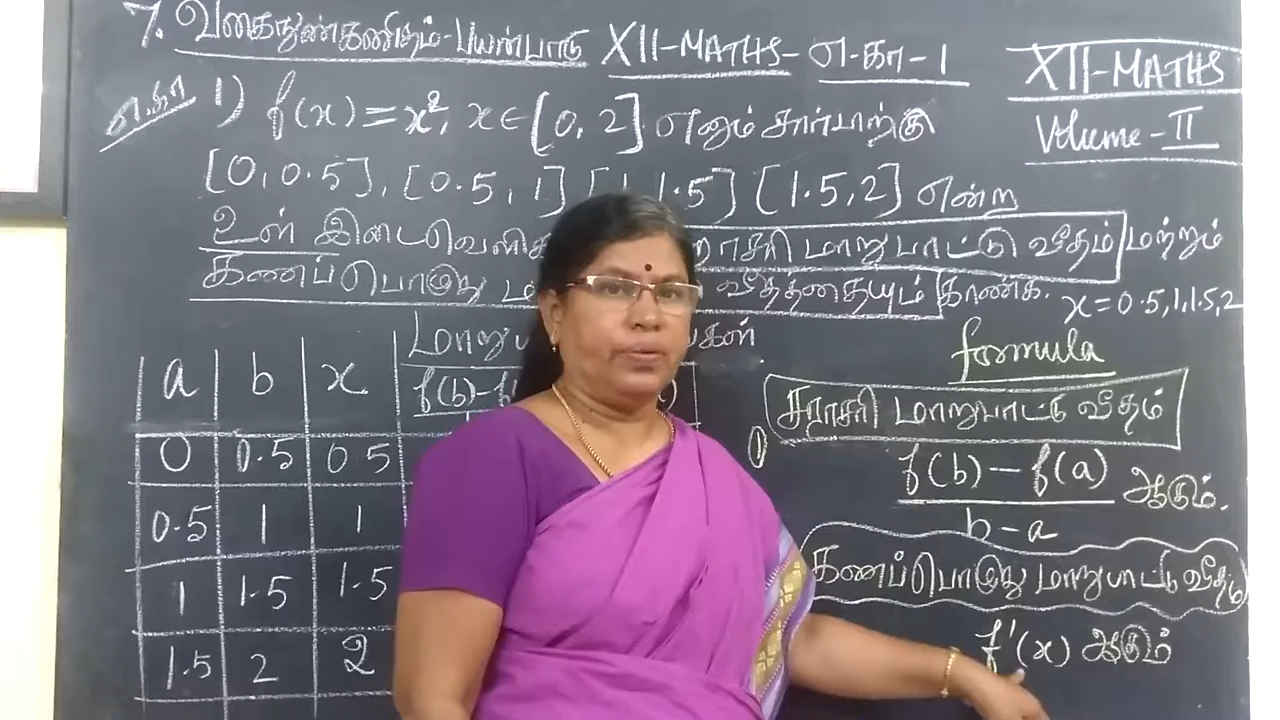 7. வகைநுண்கணிதம்-பயன்பாடு XII-MATHS-எ.கா-1
XII-MATHS
Volume-II
எ.கா 1) f(x)=x², x∈[0,2]. எனும் சார்பாற்கு
[0,0.5], [0.5,1] [1,1.5] [1.5,2] என்ற
உள் இடைவெளிக ராசரி மாறுபாட்டு வீதம் மற்றும்
கணப்பொழுது ம வீதத்தையும் காண்க.
x=0.5,1,1.5,2
மாறு கள்
a b x f(b)-f
0 0.5 0.5
0.5 1 1
1 1.5 1.5
1.5 2 2
formula
சராசரி மாறுபாட்டு வீதம்
f(b)-f(a) ஆகும்.
b-a
கணப்பொழுது மாறுபாட்டு வீதம்
f'(x) ஆகும்